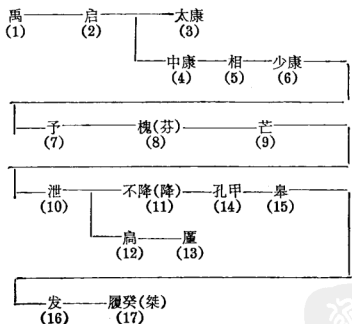 禹 启 太康
(1) (2) (3)
中康 相 少康
(4) (5) (6)
予 槐(芬) 芒
(7) (8) (9)
泄 不降(降) 孔甲 皋
(10) (11) (14) (15)
扃 廑
(12) (13)
发 履癸(桀)
(16) (17)